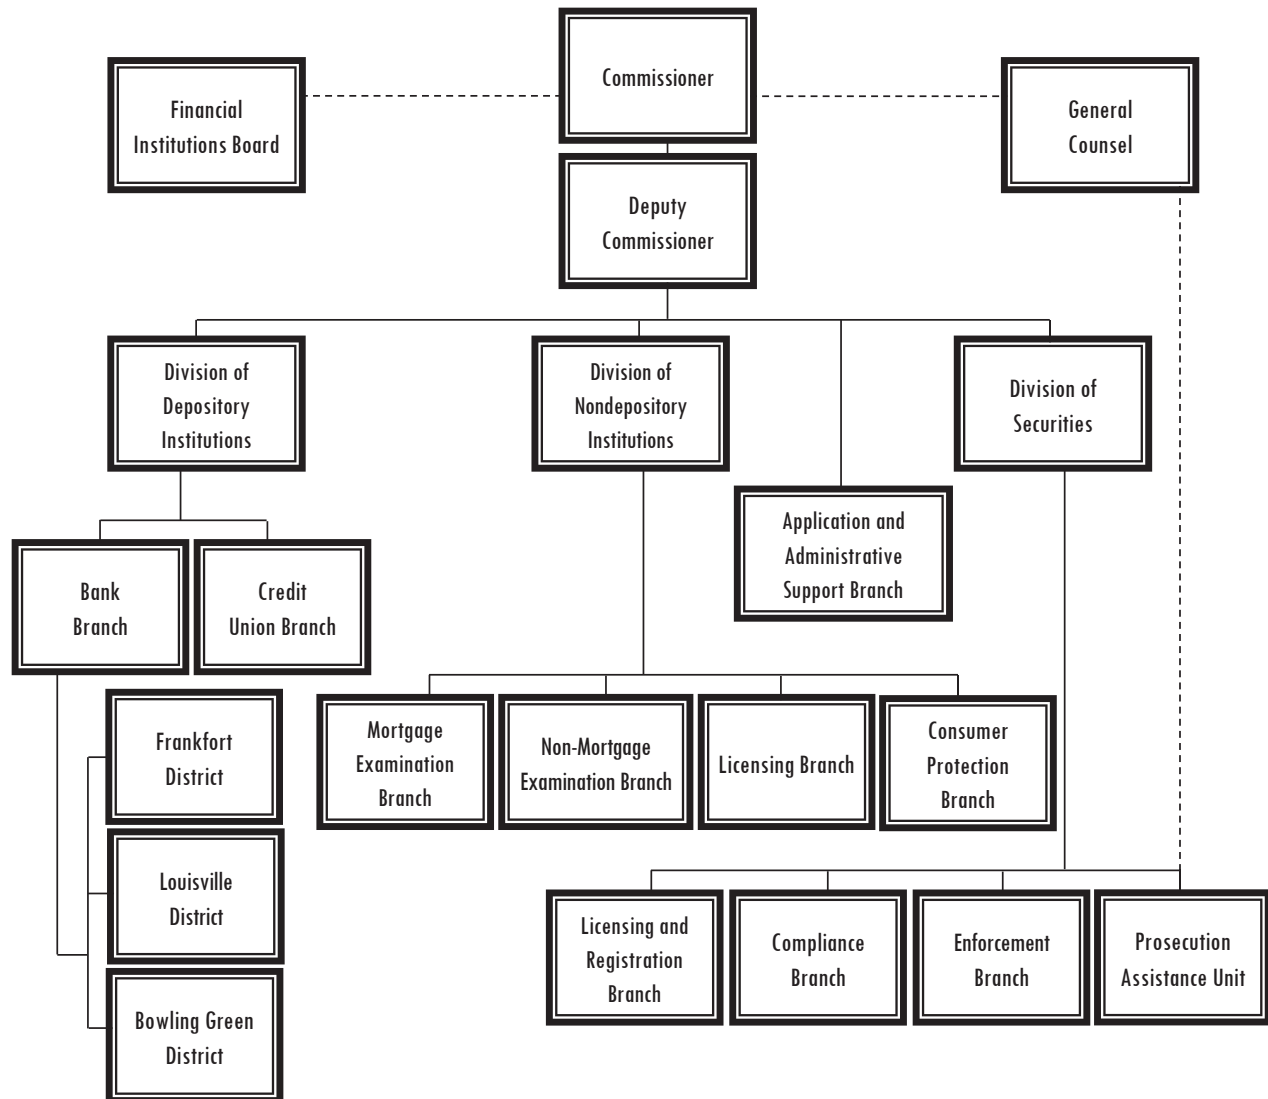 Commissioner
Financial
Institutions Board
General
Counsel
Deputy
Commissioner
Division of
Depository
Institutions
Division of
Nondepository
Institutions
Division of
Securities
Application and
Administrative
Support Branch
Bank
Branch
Credit
Union Branch
Frankfort
District
Louisville
District
Bowling Green
District
Mortgage
Examination
Branch
Non-Mortgage
Examination Branch
Licensing Branch
Consumer
Protection
Branch
Licensing and
Registration
Branch
Compliance
Branch
Enforcement
Branch
Prosecution
Assistance Unit